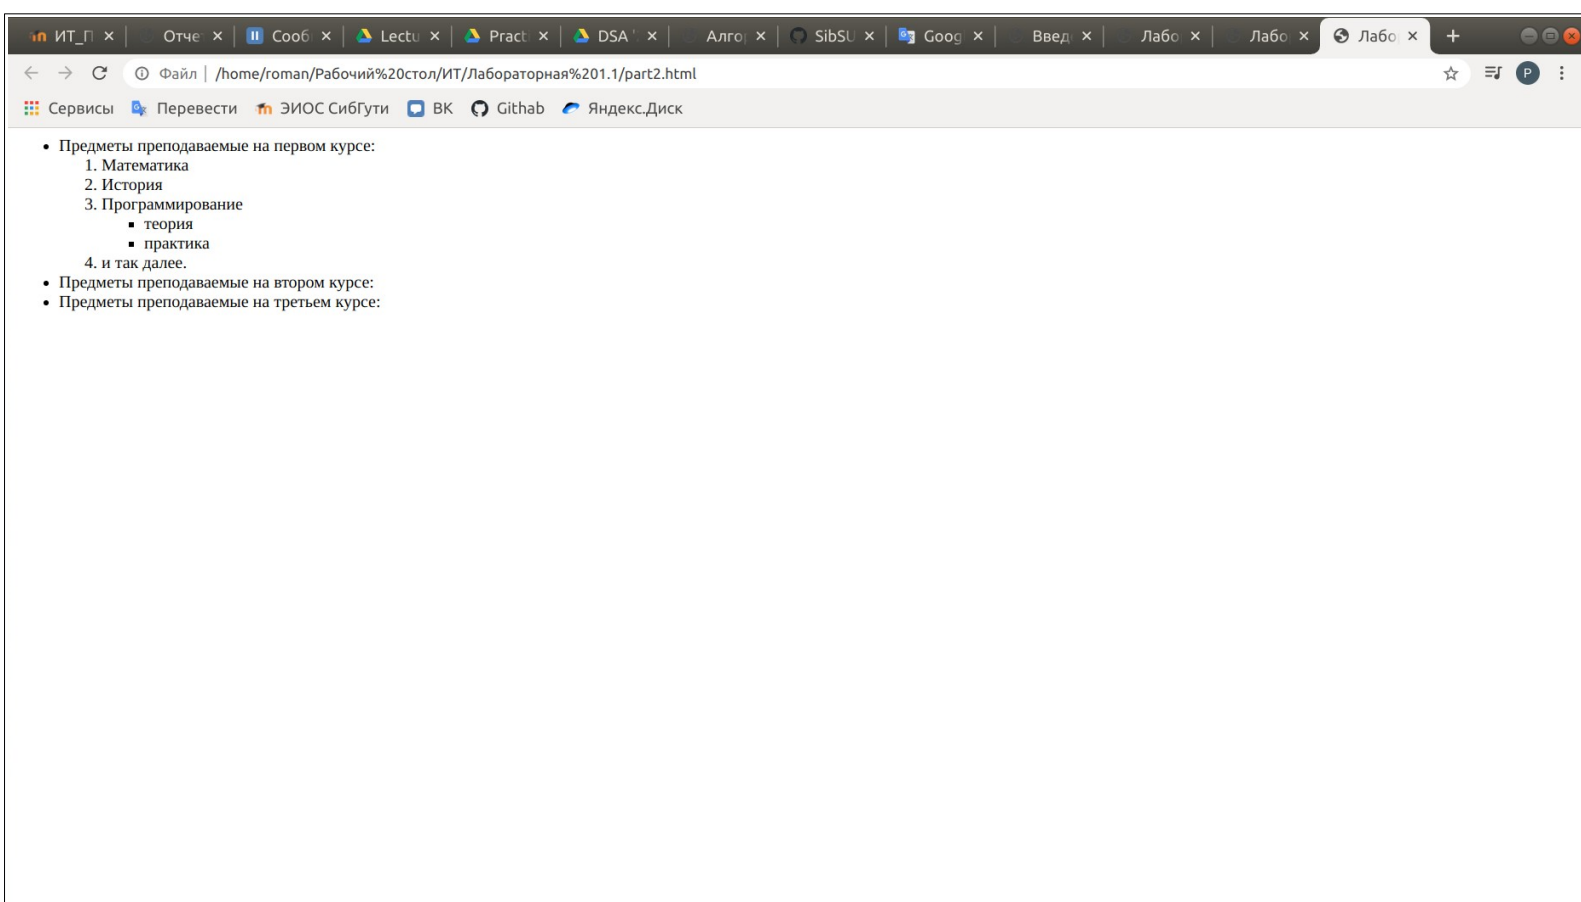 ИТ_П Отче Сооб Lectu Pract DSA Алго SibSU Goog Введ Лабо Лабо Лабо
Файл | /home/roman/Рабочий%20стол/ИТ/Лабораторная%201.1/part2.html P
Сервисы Перевести ЭИОС СибГути ВК Githab Яндекс.Диск
• Предметы преподаваемые на первом курсе:
1. Математика
2. История
3. Программирование
▪ теория
▪ практика
4. и так далее.
• Предметы преподаваемые на втором курсе:
• Предметы преподаваемые на третьем курсе: